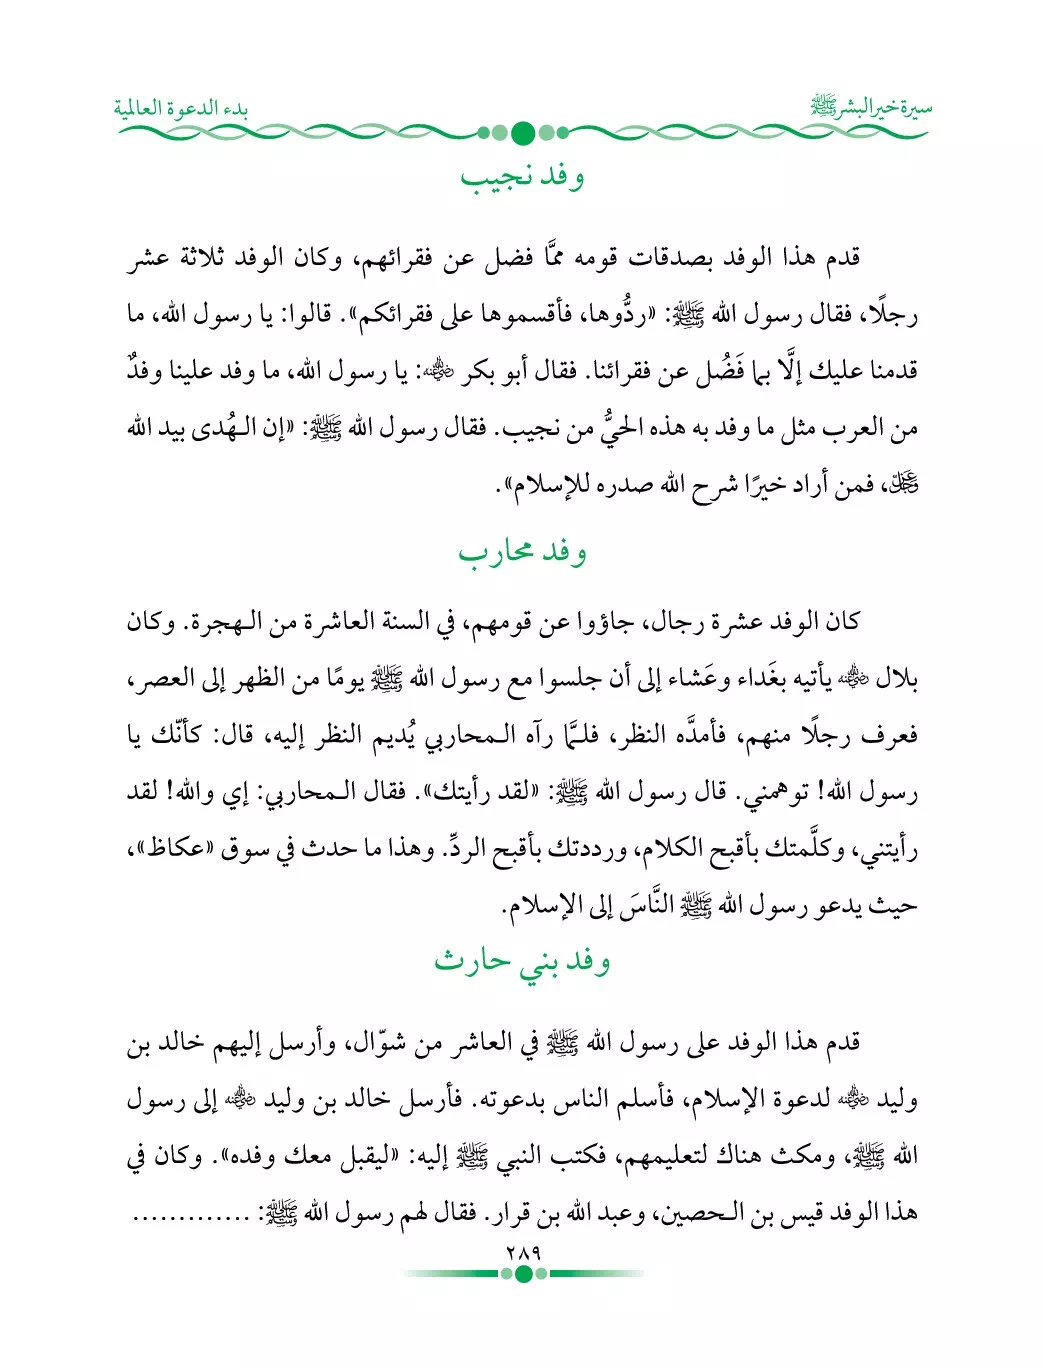 سيرة خير البشر ﷺ
بدء الدعوة العالمية
وفد نجيب
قدم هذا الوفد بصدقات قومه ممَّا فضل عن فقرائهم، وكان الوفد ثلاثة عشر
رجلًا، فقال رسول الله ﷺ: «ردُّوها، فأقسموها على فقرائكم». قالوا: يا رسول الله، ما
قدمنا عليك إلَّا بما فَضُل عن فقرائنا. فقال أبو بكر رضي الله عنه: يا رسول الله، ما وفد علينا وفدٌ
من العرب مثل ما وفد به هذه الحيُّ من نجيب. فقال رسول الله ﷺ: «إن الـهُدى بيد الله
عز وجل، فمن أراد خيرًا شرح الله صدره للإسلام».
وفد محارب
كان الوفد عشرة رجال، جاؤوا عن قومهم، في السنة العاشرة من الـهجرة. وكان
بلال رضي الله عنه يأتيه بغَداء وعَشاء إلى أن جلسوا مع رسول الله ﷺ يومًا من الظهر إلى العصر،
فعرف رجلًا منهم، فأمدَّه النظر، فلـمَّا رآه الـمحاربي يُديم النظر إليه، قال: كأنّك يا
رسول الله! توهمني. قال رسول الله ﷺ: «لقد رأيتك». فقال الـمحاربي: إي والله! لقد
رأيتني، وكلَّمتك بأقبح الكلام، ورددتك بأقبح الردِّ. وهذا ما حدث في سوق «عكاظ»،
حيث يدعو رسول الله ﷺ النَّاسَ إلى الإسلام.
وفد بني حارث
قدم هذا الوفد على رسول الله ﷺ في العاشر من شوّال، وأرسل إليهم خالد بن
وليد رضي الله عنه لدعوة الإسلام، فأسلم الناس بدعوته. فأرسل خالد بن وليد رضي الله عنه إلى رسول
الله ﷺ، ومكث هناك لتعليمهم، فكتب النبي ﷺ إليه: «ليقبل معك وفده». وكان في
هذا الوفد قيس بن الـحصين، وعبد الله بن قرار. فقال لهم رسول الله ﷺ: .............
٢٨٩